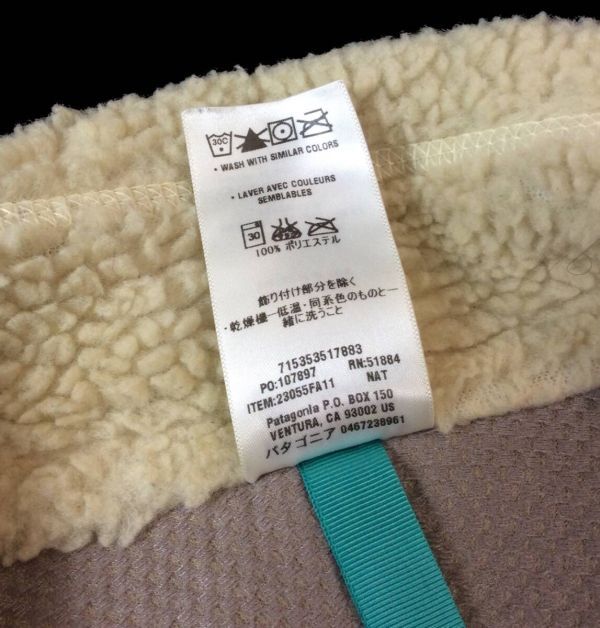 30C
• WASH WITH SIMILAR COLORS
• LAVER AVEC COULEURS
SEMBLABLES
30
100% ポリエステル
飾り付け部分を除く
・乾燥機―低温・同系色のものと一
緒に洗うこと
715353517883
PO:107897 RN:51884
ITEM:23055FA11 NAT
Patagonia P.O. BOX 150
VENTURA, CA 93002 US
パタゴニア 0467238961